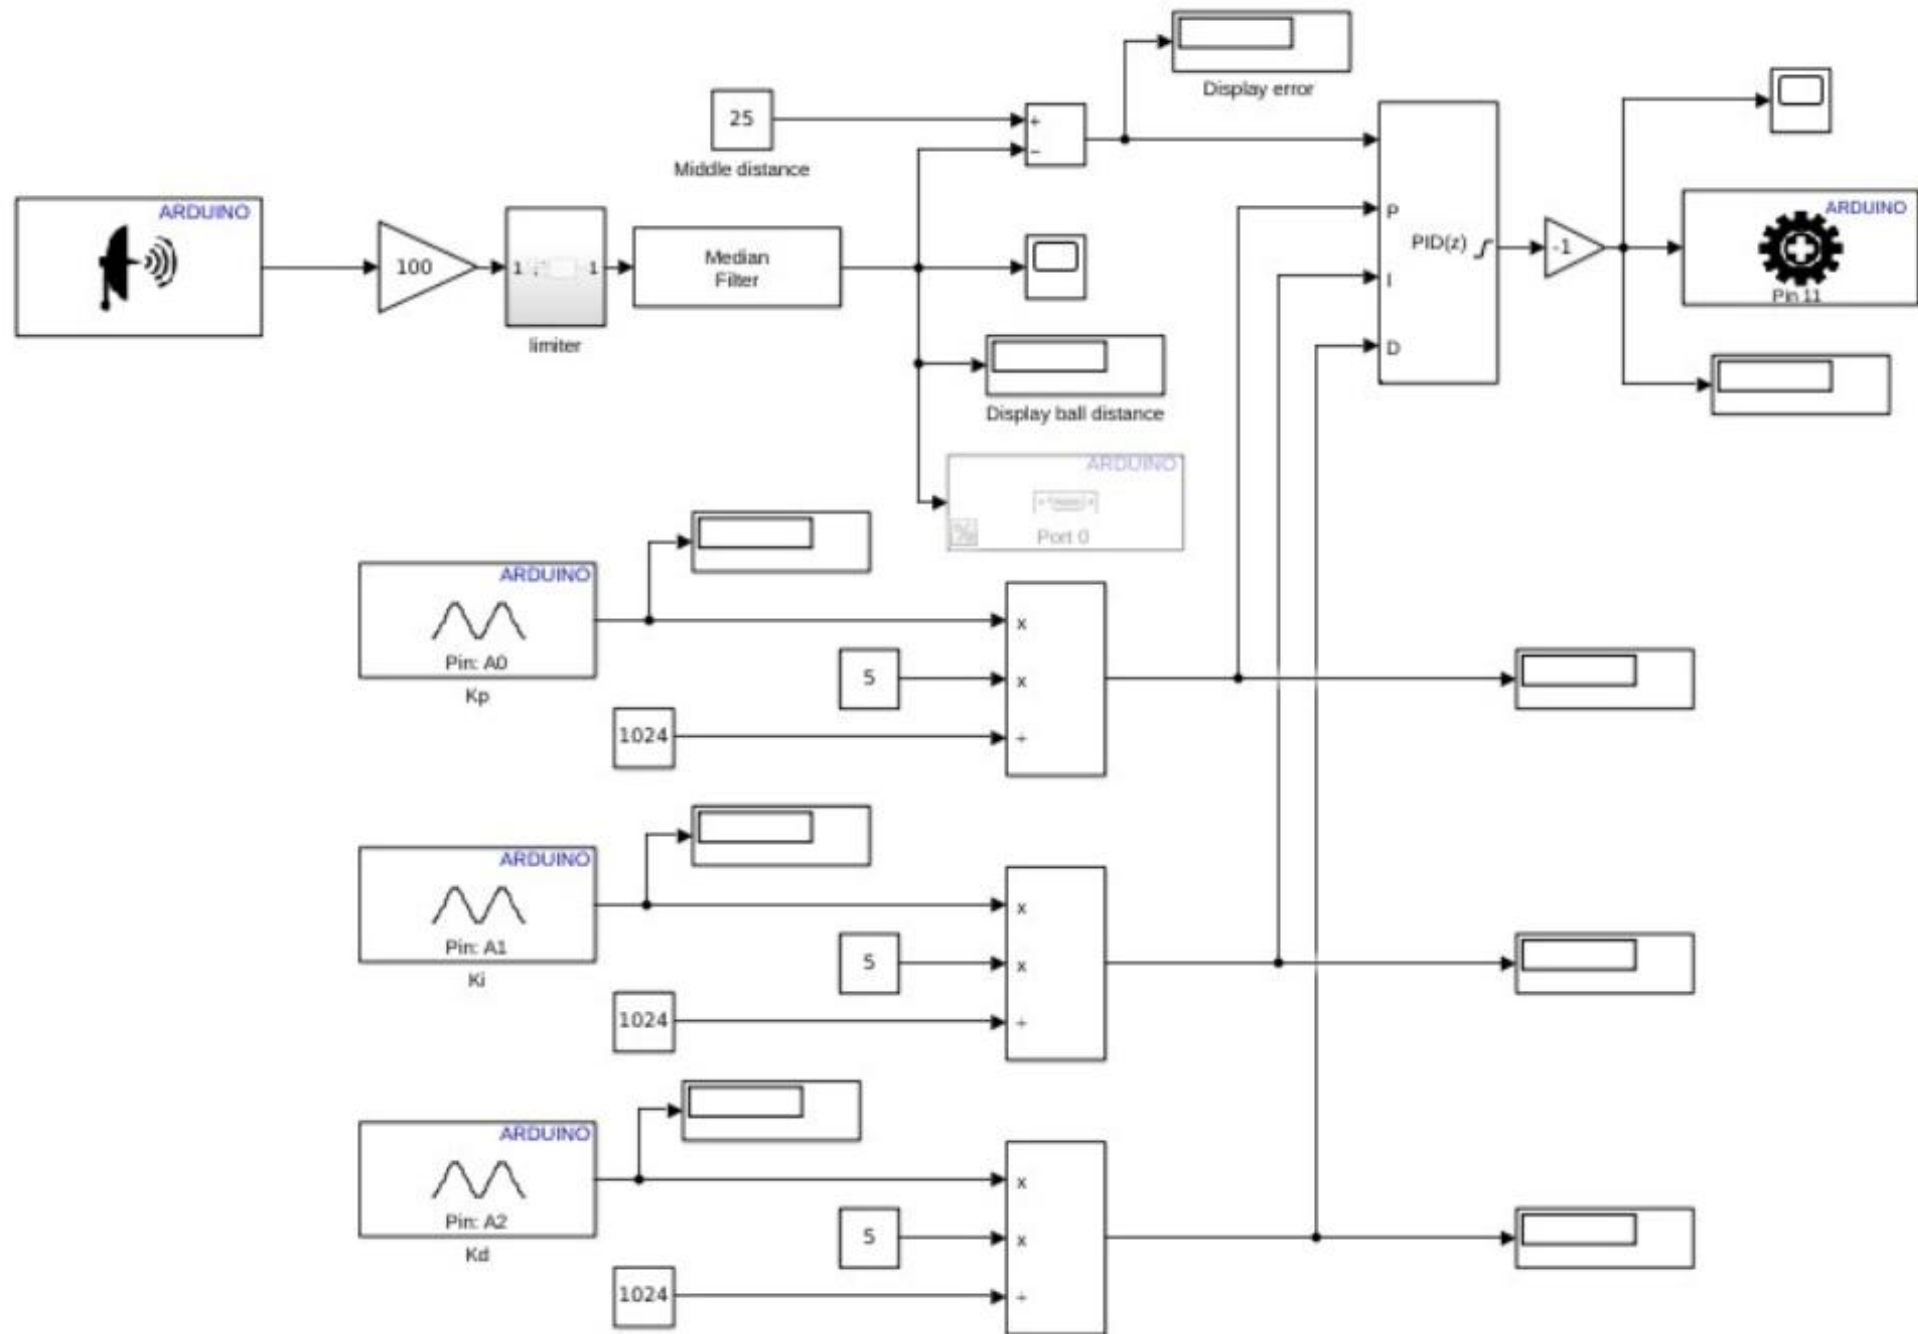 Display error
25
+
−
Middle distance
ARDUINO
100
1
1
limiter
Median
Filter
P
I
D
PID(z)
-1
ARDUINO
Pin 11
Display ball distance
ARDUINO
Port 0
ARDUINO
Pin: A0
Kp
5
1024
x
x
÷
ARDUINO
Pin: A1
Ki
5
1024
x
x
÷
ARDUINO
Pin: A2
Kd
5
1024
x
x
÷